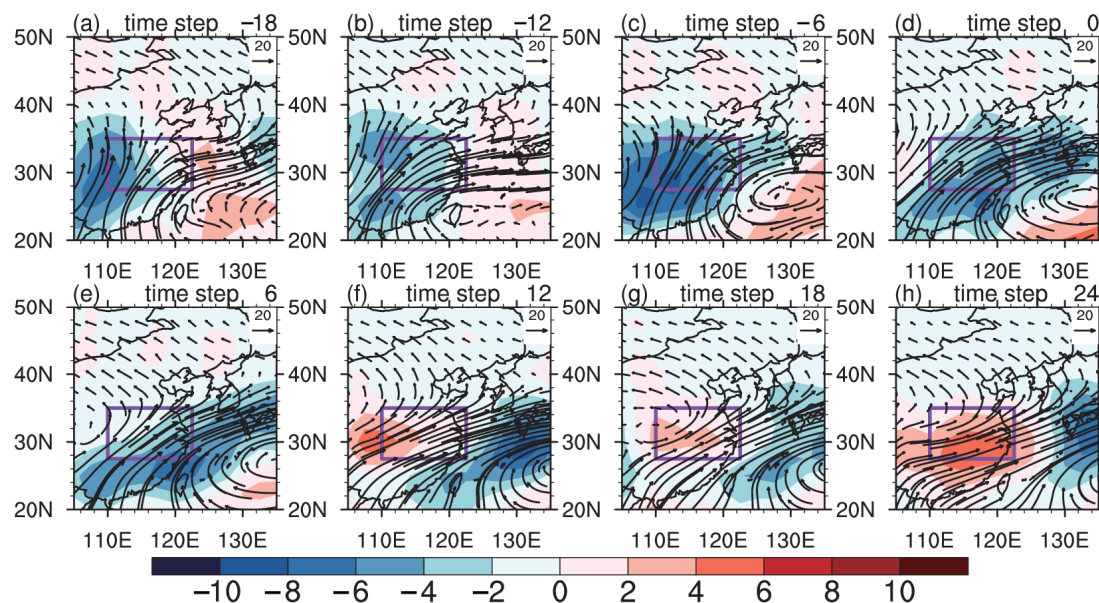 (a) time step −18 (b) time step −12 (c) time step −6 (d) time step 0
50N 50N 50N 50N
20 20 20 20
40N 40N 40N 40N
30N 30N 30N 30N
20N 20N 20N 20N
110E 120E 130E 110E 120E 130E 110E 120E 130E 110E 120E 130E
(e) time step 6 (f) time step 12 (g) time step 18 (h) time step 24
50N 50N 50N 50N
20 20 20 20
40N 40N 40N 40N
30N 30N 30N 30N
20N 20N 20N 20N
110E 120E 130E 110E 120E 130E 110E 120E 130E 110E 120E 130E
−10 −8 −6 −4 −2 0 2 4 6 8 10